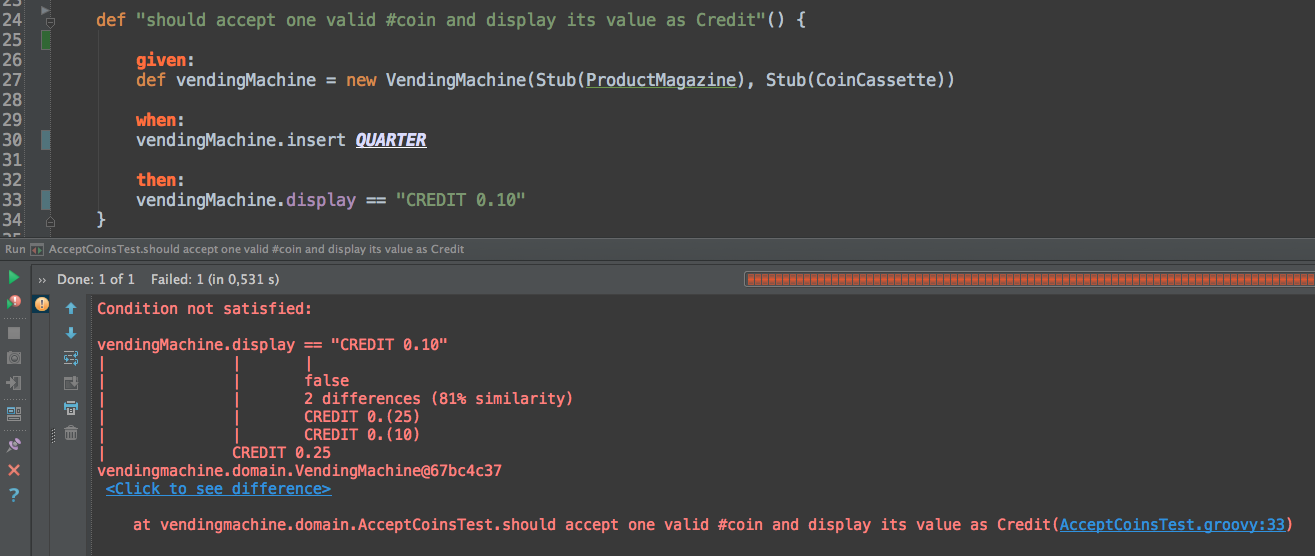 23
24 def "should accept one valid #coin and display its value as Credit"() {
25
26 given:
27 def vendingMachine = new VendingMachine(Stub(ProductMagazine), Stub(CoinCassette))
28
29 when:
30 vendingMachine.insert QUARTER
31
32 then:
33 vendingMachine.display == "CREDIT 0.10"
34 }
Run AcceptCoinsTest.should accept one valid #coin and display its value as Credit
›› Done: 1 of 1 Failed: 1 (in 0,531 s)
Condition not satisfied:
vendingMachine.display == "CREDIT 0.10"
| | |
| | false
| | 2 differences (81% similarity)
| | CREDIT 0.(25)
| | CREDIT 0.(10)
| CREDIT 0.25
vendingmachine.domain.VendingMachine@67bc4c37
<Click to see difference>
at vendingmachine.domain.AcceptCoinsTest.should accept one valid #coin and display its value as Credit(AcceptCoinsTest.groovy:33)